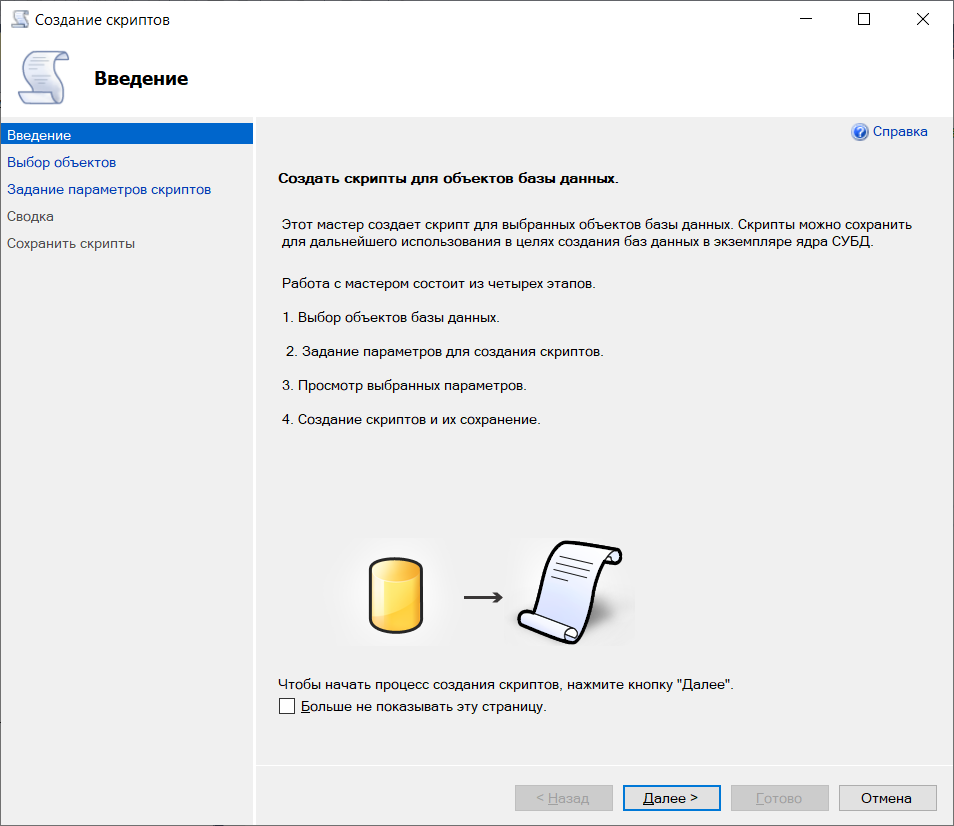 Создание скриптов
Введение
Введение
Выбор объектов
Задание параметров скриптов
Сводка
Сохранить скрипты
Справка
Создать скрипты для объектов базы данных.
Этот мастер создает скрипт для выбранных объектов базы данных. Скрипты можно сохранить
для дальнейшего использования в целях создания баз данных в экземпляре ядра СУБД.
Работа с мастером состоит из четырех этапов.
1. Выбор объектов базы данных.
2. Задание параметров для создания скриптов.
3. Просмотр выбранных параметров.
4. Создание скриптов и их сохранение.
Чтобы начать процесс создания скриптов, нажмите кнопку "Далее".
Больше не показывать эту страницу.
< Назад
Далее >
Готово
Отмена